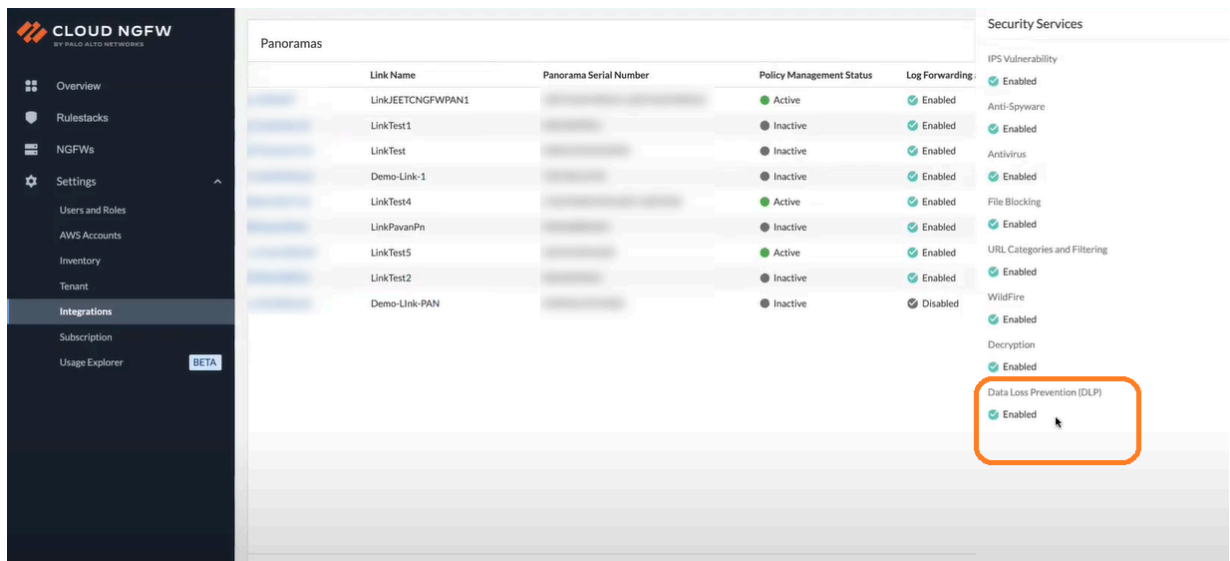 CLOUD NGFW
BY PALO ALTO NETWORKS
Overview
Rulestacks
NGFWs
Settings
Users and Roles
AWS Accounts
Inventory
Tenant
Integrations
Subscription
Usage Explorer BETA
Panoramas
Link Name Panorama Serial Number Policy Management Status Log Forwarding
LinkJEETCNGFWPAN1 Active Enabled
LinkTest1 Inactive Enabled
LinkTest Inactive Enabled
Demo-Link-1 Inactive Enabled
LinkTest4 Active Enabled
LinkPavanPn Inactive Enabled
LinkTest5 Active Enabled
LinkTest2 Inactive Enabled
Demo-LInk-PAN Inactive Disabled
Security Services
IPS Vulnerability
Enabled
Anti-Spyware
Enabled
Antivirus
Enabled
File Blocking
Enabled
URL Categories and Filtering
Enabled
WildFire
Enabled
Decryption
Enabled
Data Loss Prevention (DLP)
Enabled